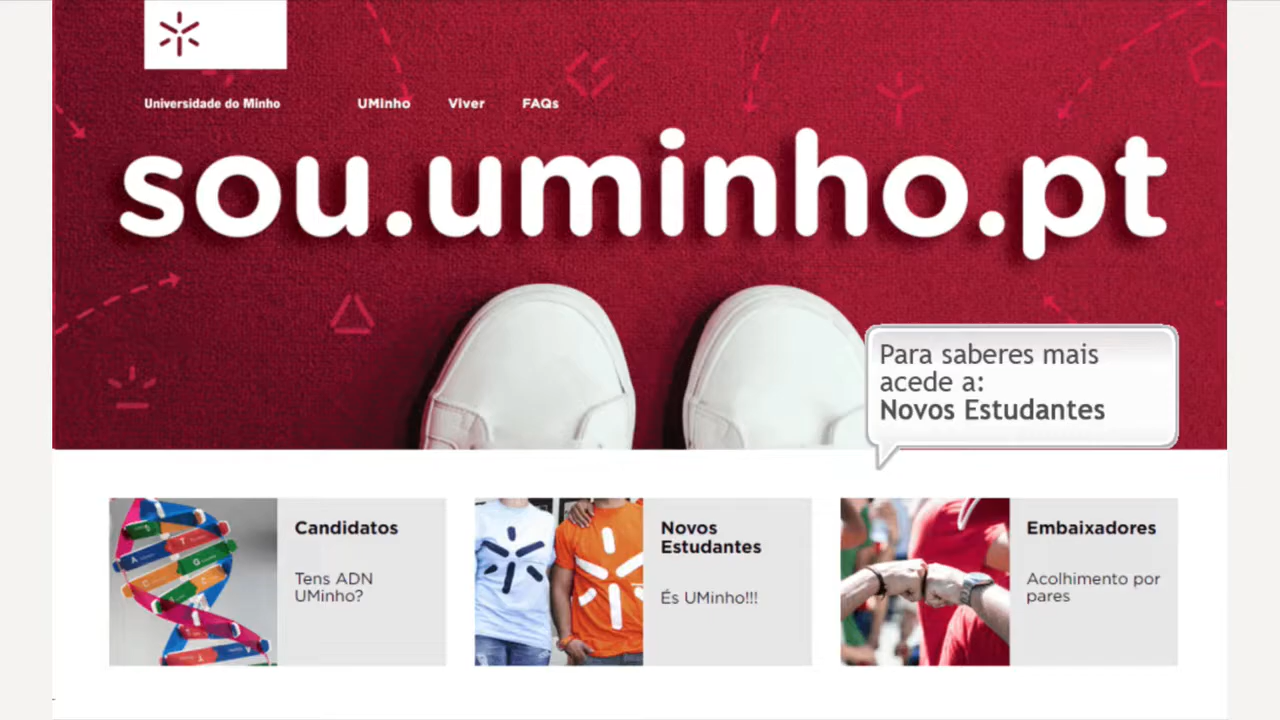 Universidade do Minho
UMinho Viver FAQs
sou.uminho.pt
Para saberes mais
acede a:
Novos Estudantes
Candidatos
Tens ADN
UMinho?
Novos
Estudantes
És UMinho!!!
Embaixadores
Acolhimento por
pares